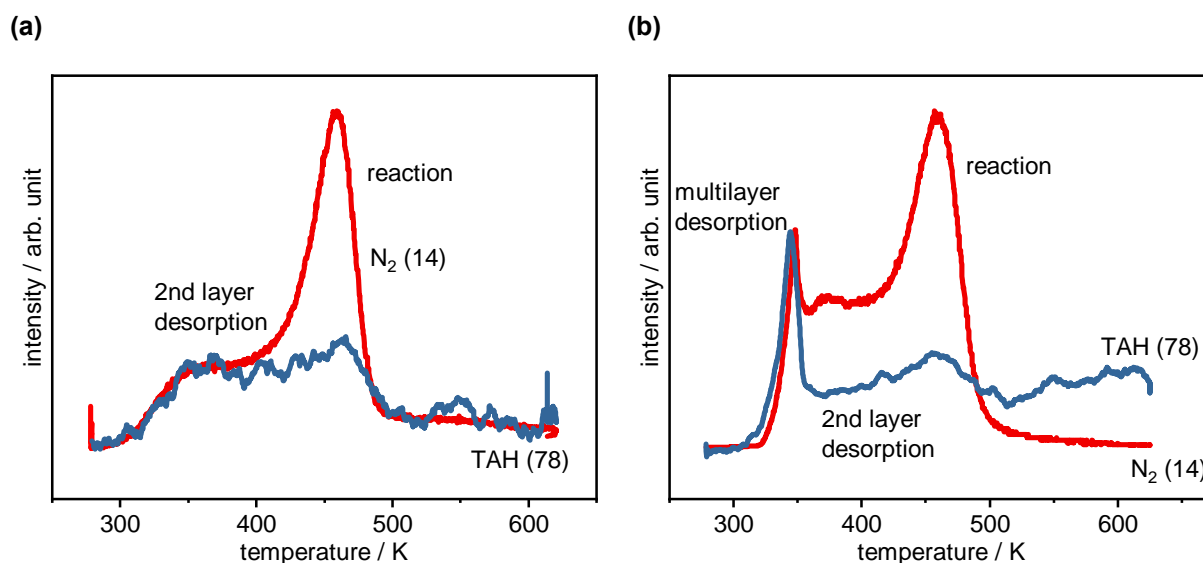 (a)
intensity / arb. unit
reaction
N₂ (14)
2nd layer
desorption
TAH (78)
300
400
500
600
temperature / K
(b)
intensity / arb. unit
multilayer
desorption
reaction
TAH (78)
2nd layer
desorption
N₂ (14)
300
400
500
600
temperature / K